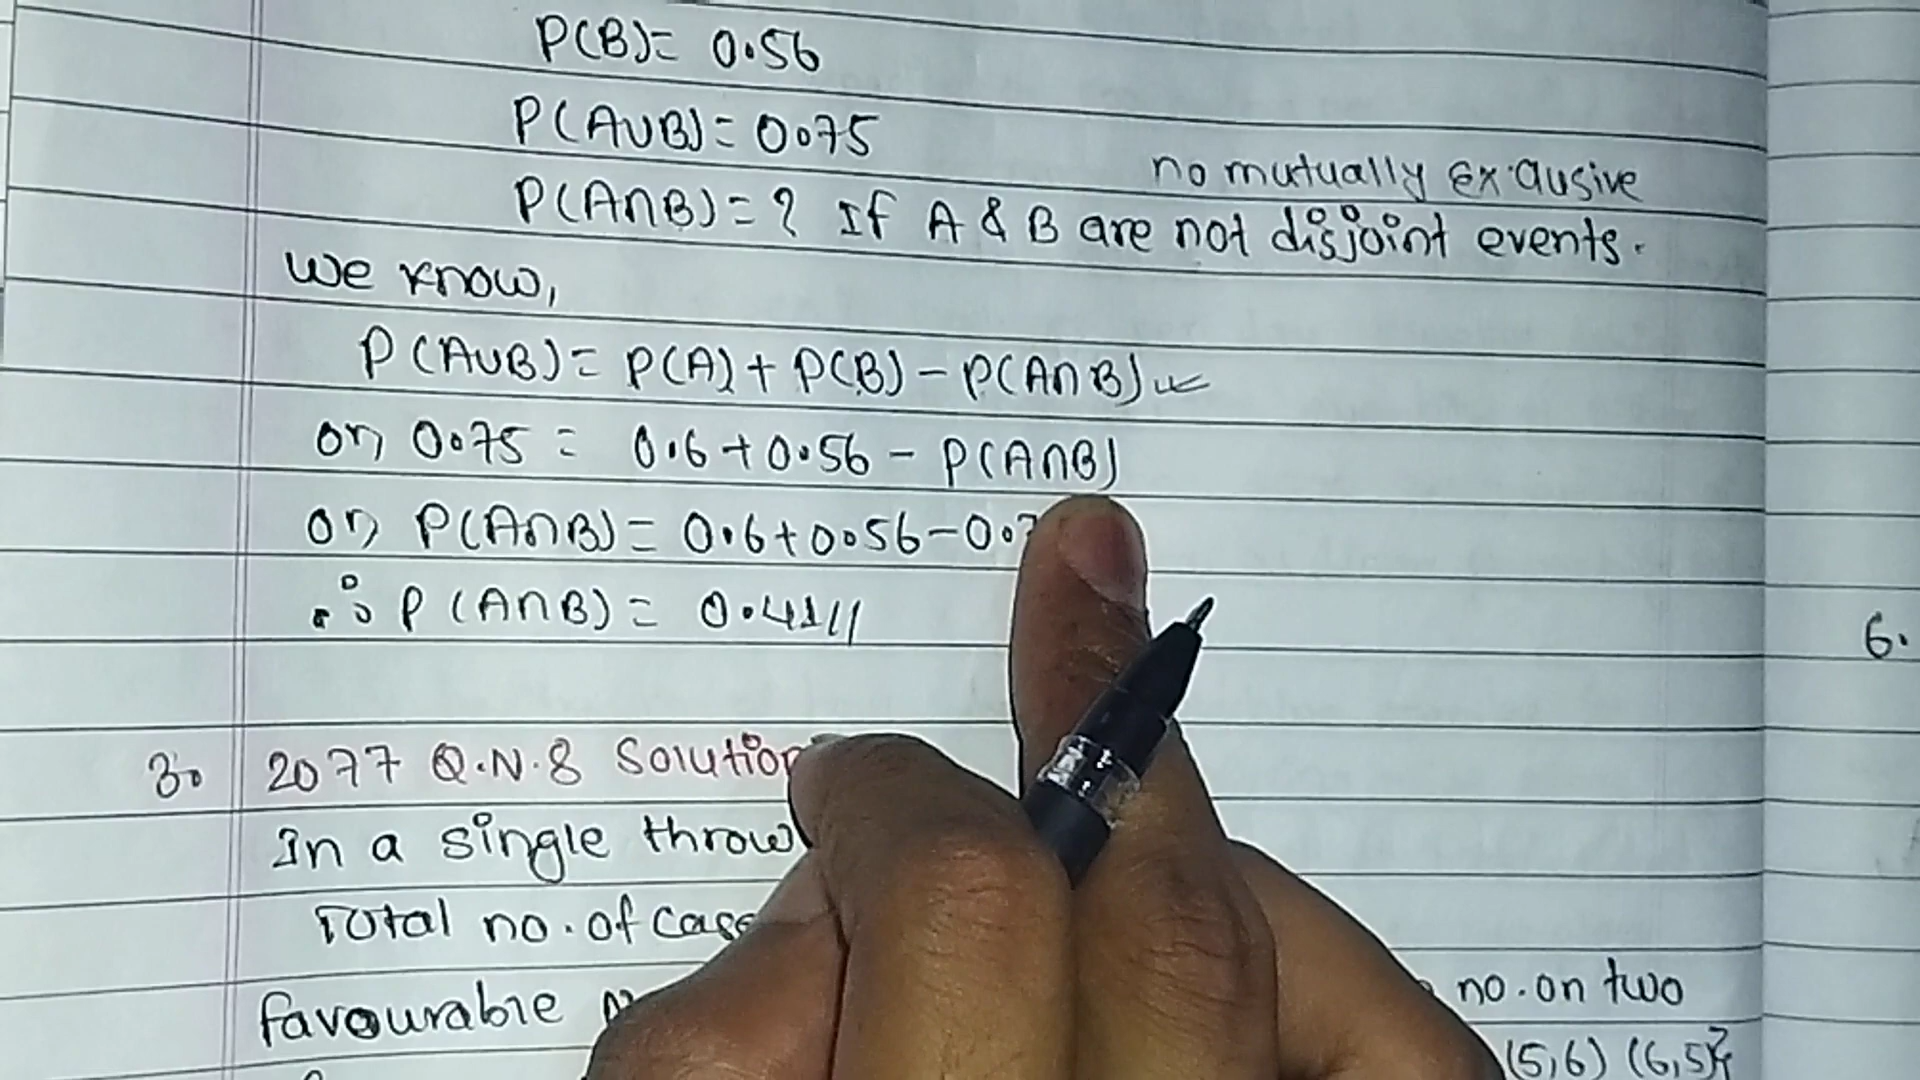 P(B)= 0.56
P(A∪B)= 0.75
no mutually exclusive
P(A∩B)= ? If A & B are not disjoint events.
we know,
P(A∪B)= P(A)+ P(B)- P(A∩B)
or, 0.75 = 0.6+0.56 - P(A∩B)
or, P(A∩B)= 0.6+0.56-0.
∴ P(A∩B)= 0.41//
6.
3. 2077 Q.N.8 Solution
In a single throw
Total no. of case
favourable no. on two
(5,6) (6,5)}